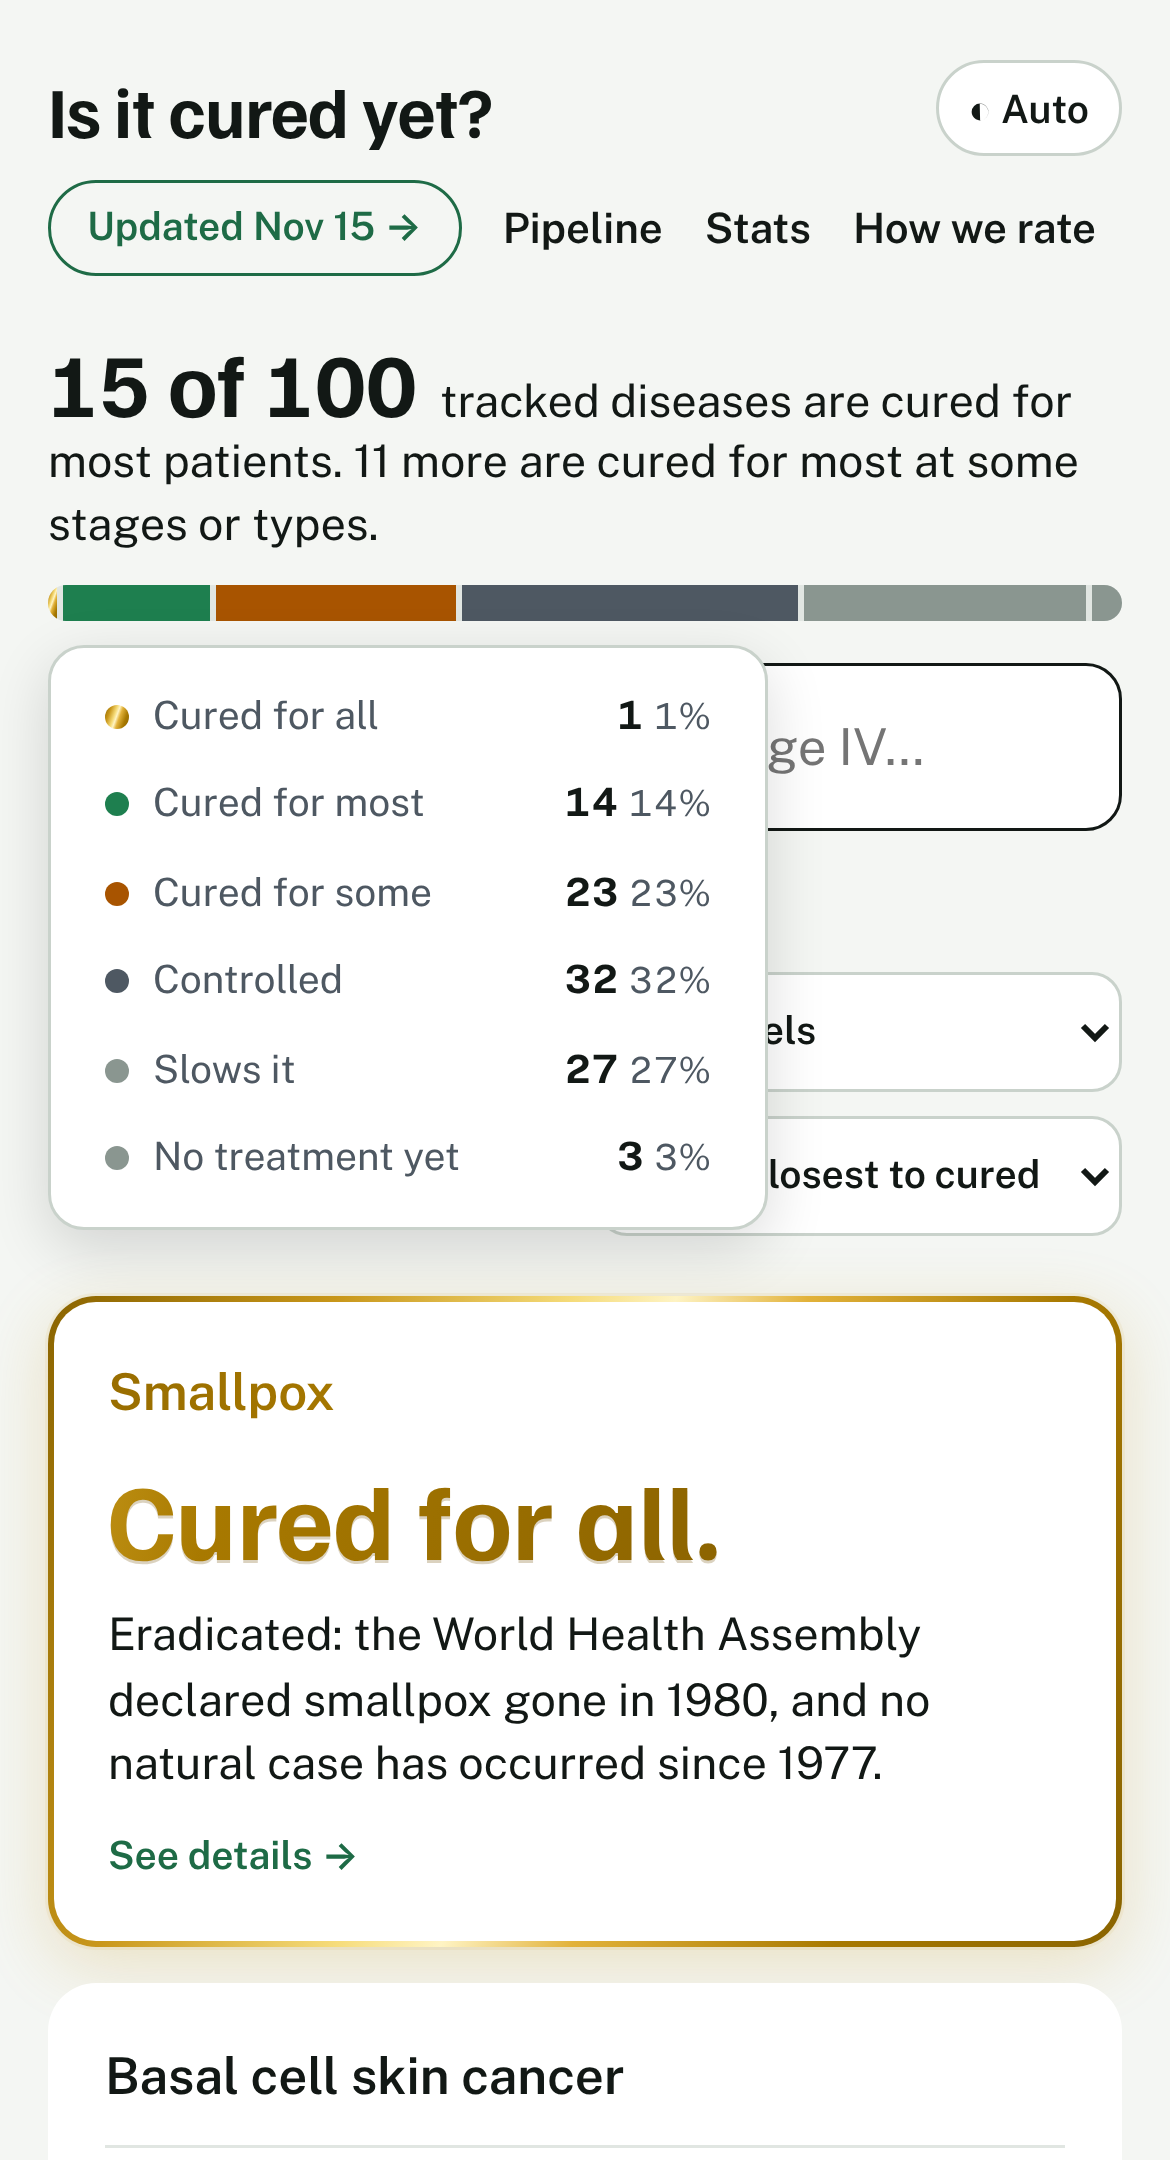 Is it cured yet?
Auto
Updated Nov 15 →
Pipeline
Stats
How we rate
15 of 100 tracked diseases are cured for
most patients. 11 more are cured for most at some
stages or types.
Cured for all 1 1%
Cured for most 14 14%
Cured for some 23 23%
Controlled 32 32%
Slows it 27 27%
No treatment yet 3 3%
IV...
to cured
Smallpox
Cured for all.
Eradicated: the World Health Assembly
declared smallpox gone in 1980, and no
natural case has occurred since 1977.
See details →
Basal cell skin cancer